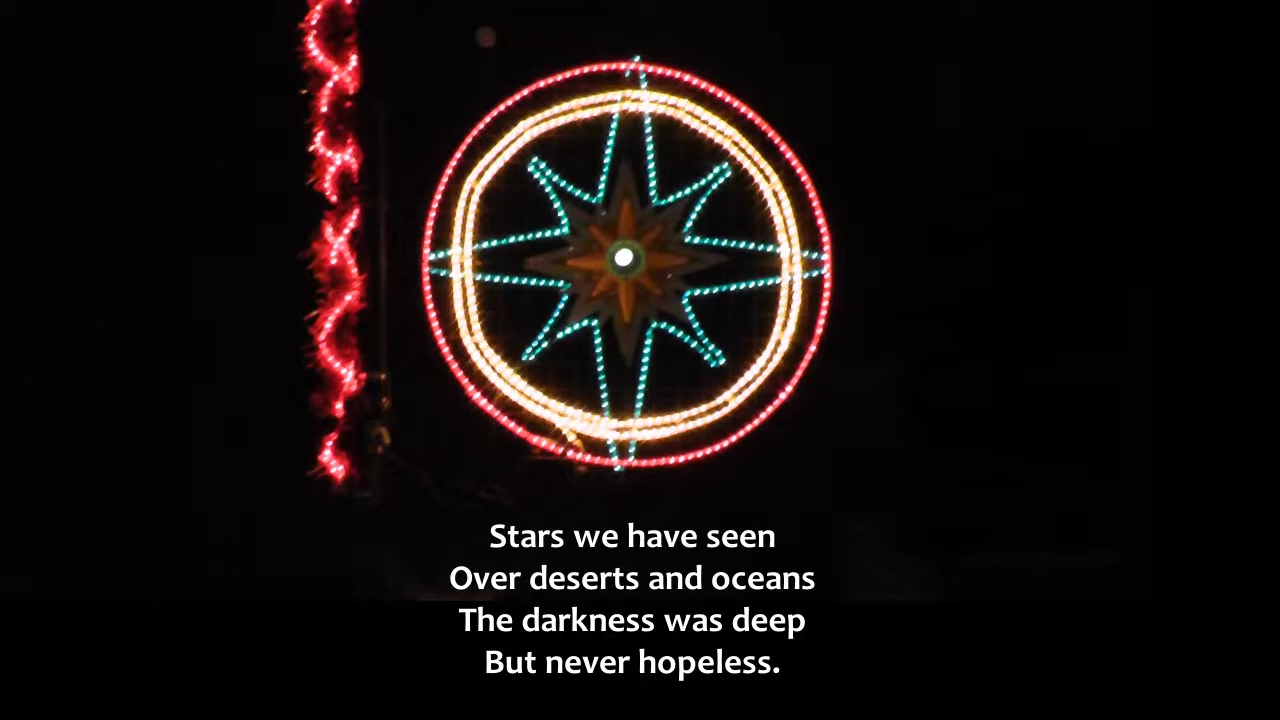 Stars we have seen
Over deserts and oceans
The darkness was deep
But never hopeless.